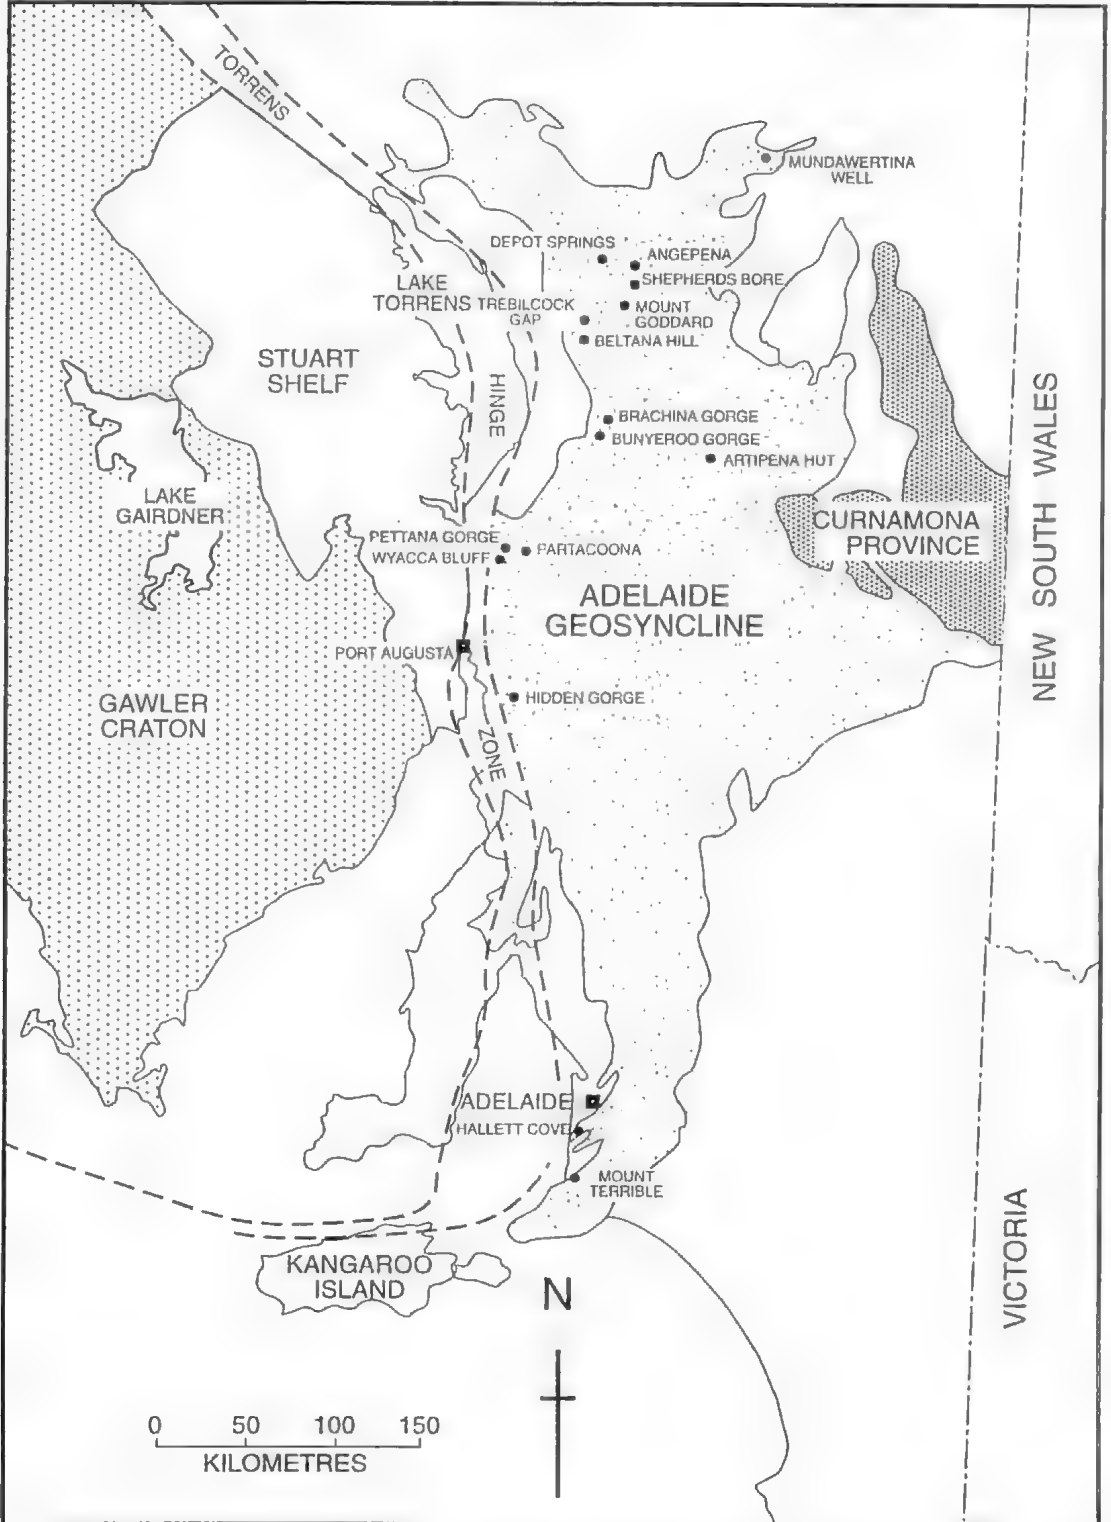 TORRENS
MUNDAWERTINA
WELL
DEPOT SPRINGS
ANGEPENA
SHEPHERDS BORE
LAKE
TORRENS
TREBILCOCK
GAP
MOUNT
GODDARD
BELTANA HILL
STUART
SHELF
HINGE
BRACHINA GORGE
BUNYEROO GORGE
ARTIPENA HUT
NEW SOUTH WALES
LAKE
GAIRDNER
CURNAMONA
PROVINCE
PETTANA GORGE
WYACCA BLUFF
PARTACOONA
ADELAIDE
GEOSYNCLINE
PORT AUGUSTA
HIDDEN GORGE
GAWLER
CRATON
ZONE
ADELAIDE
HALLETT COVE
MOUNT
TERRIBLE
VICTORIA
KANGAROO
ISLAND
N
0 50 100 150
KILOMETRES